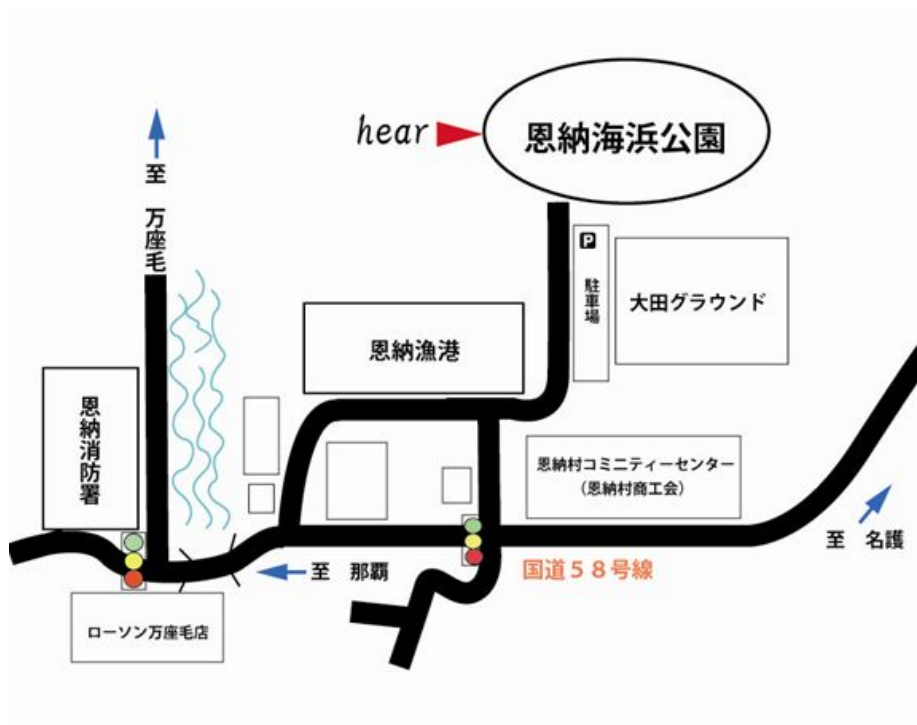 hear
恩納海浜公園
至　万座毛
P
駐車場
大田グラウンド
恩納漁港
恩納消防署
恩納村コミニティーセンター
（恩納村商工会）
至　名護
至　那覇
国道５８号線
ローソン万座毛店